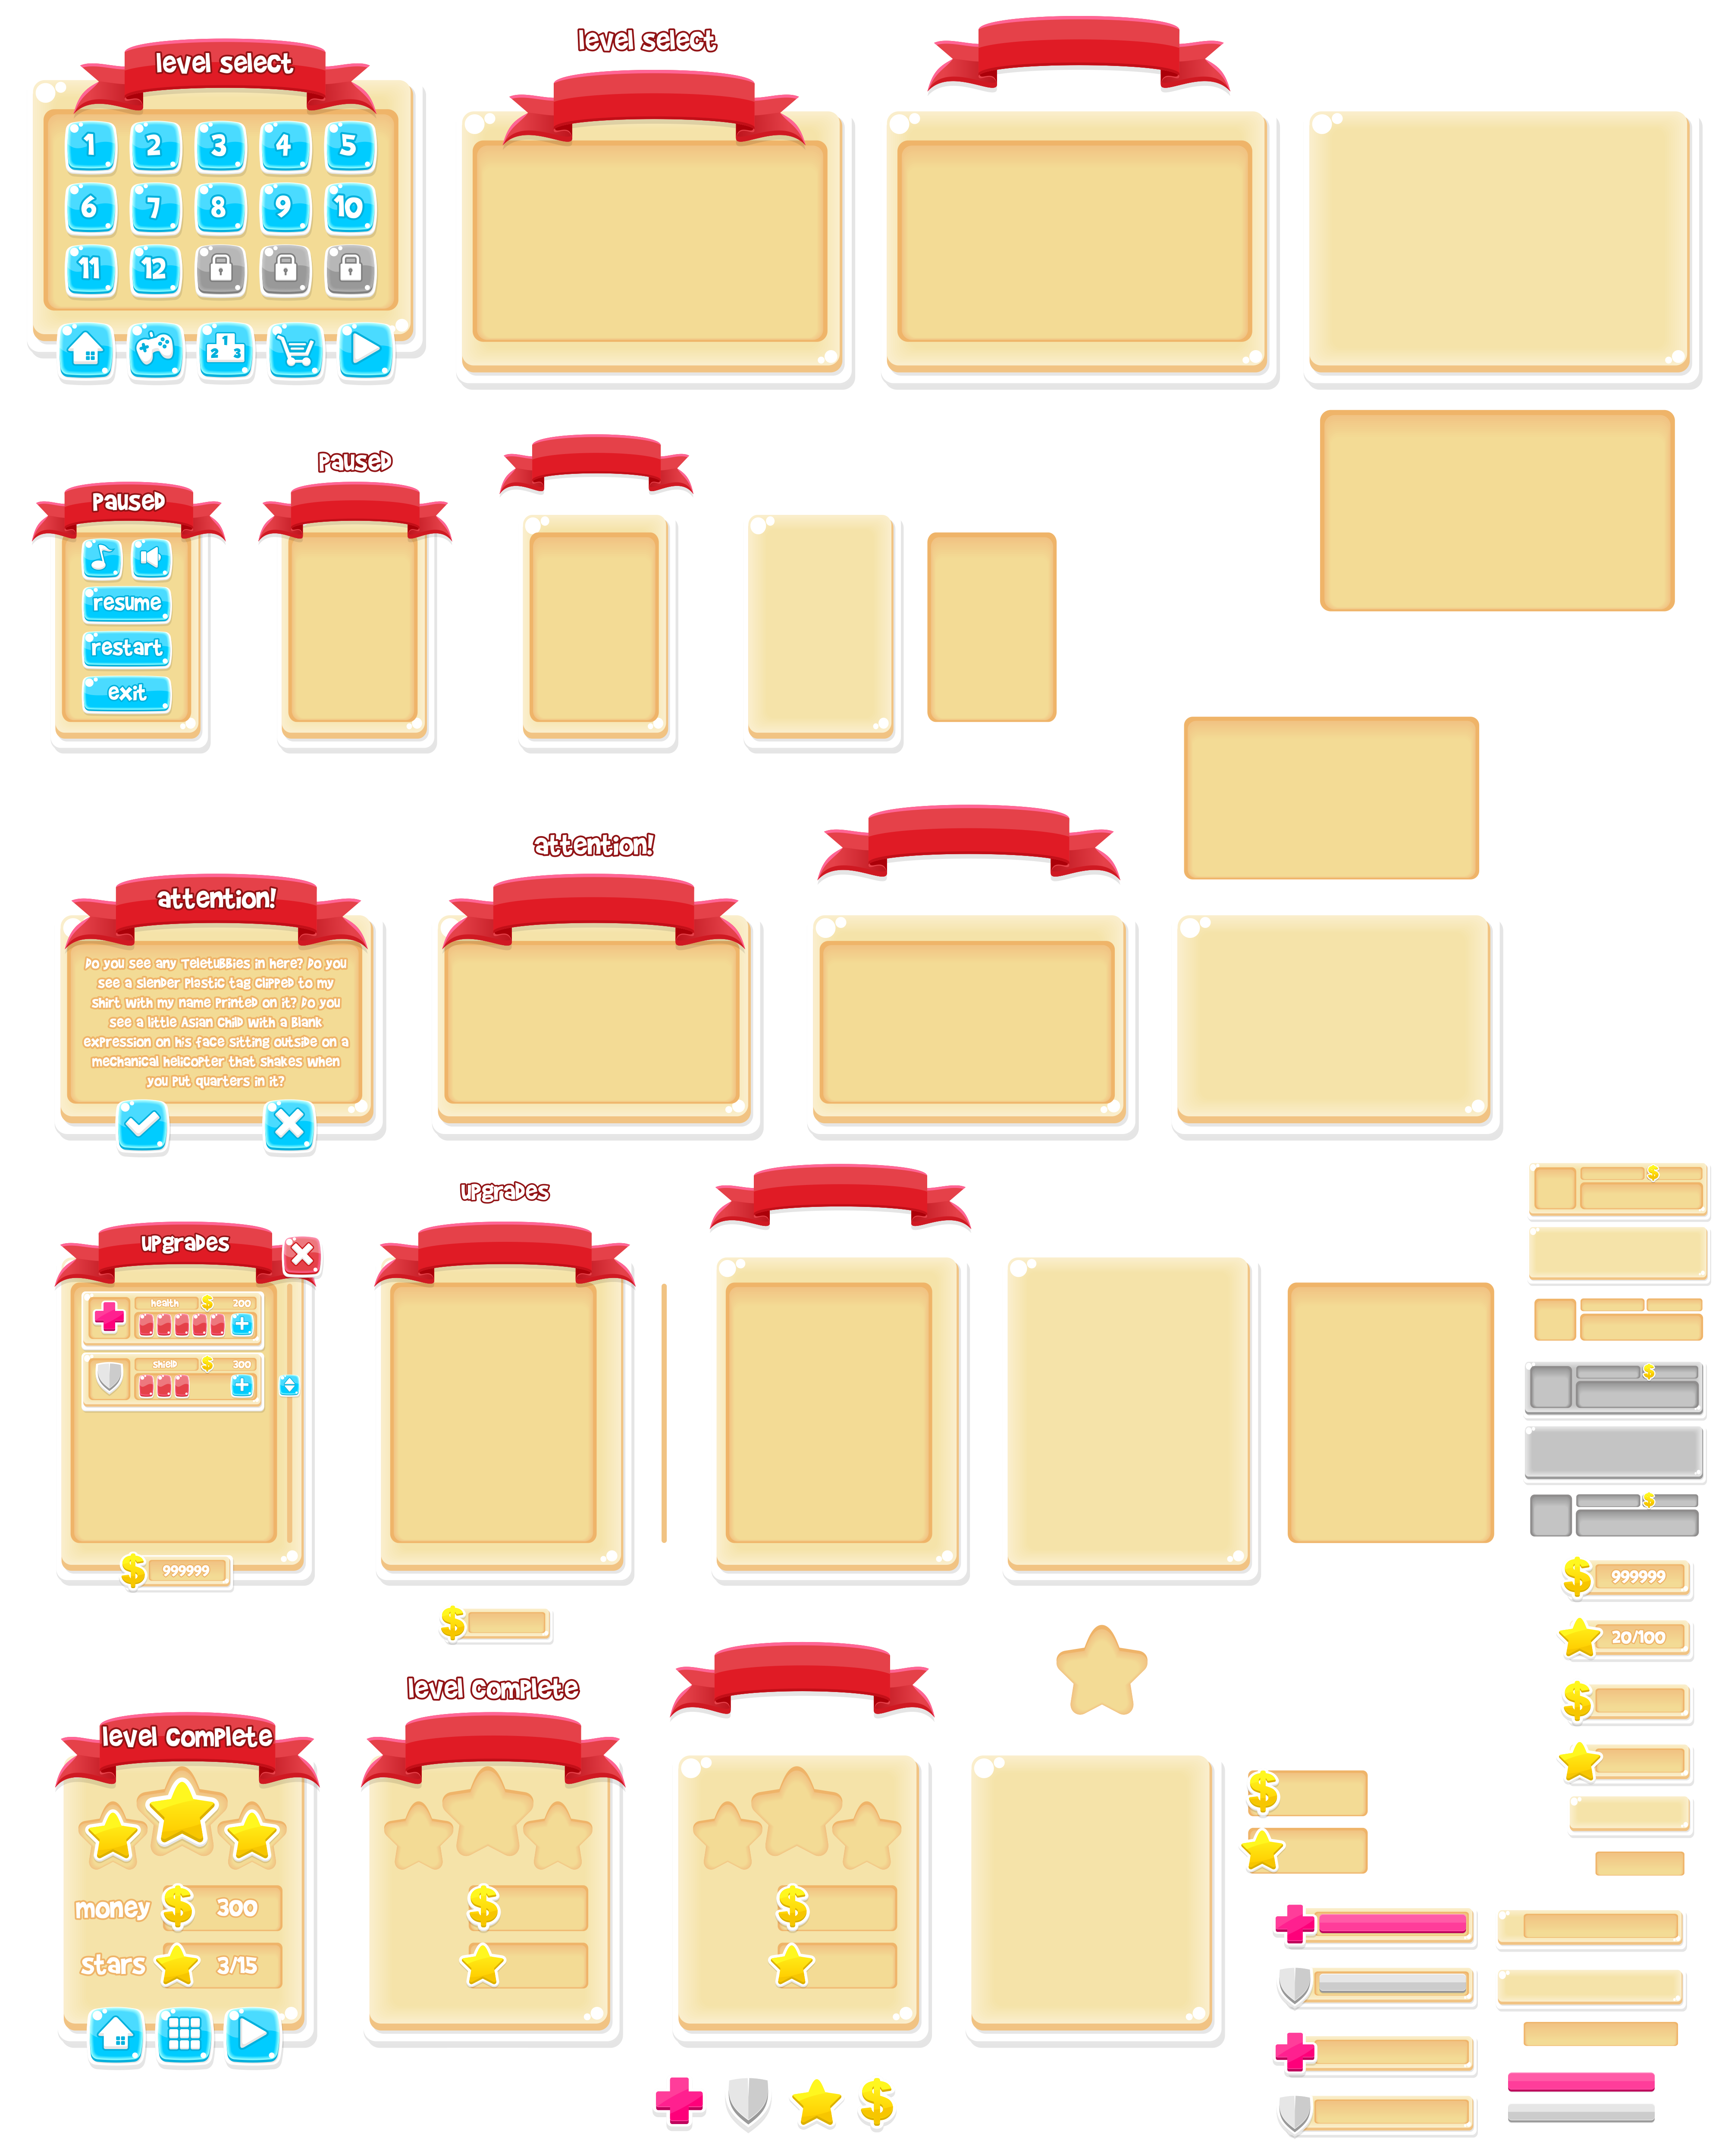 level select
level select
1 2 3 4 5
6 7 8 9 10
11 12
1
2 3
Paused
Paused
resume
restart
exit
attention!
attention!
Do you see any Teletubbies in here? Do you
see a slender plastic tag clipped to my
shirt with my name printed on it? Do you
see a little Asian child with a blank
expression on his face sitting outside on a
mechanical helicopter that shakes when
you put quarters in it?
upgrades
upgrades
health $ 200
shield $ 300
$ 999999
$
$
$
$ 999999
20/100
$
$
level complete
level complete
money $ 300
stars 3/15
$
$
$
$